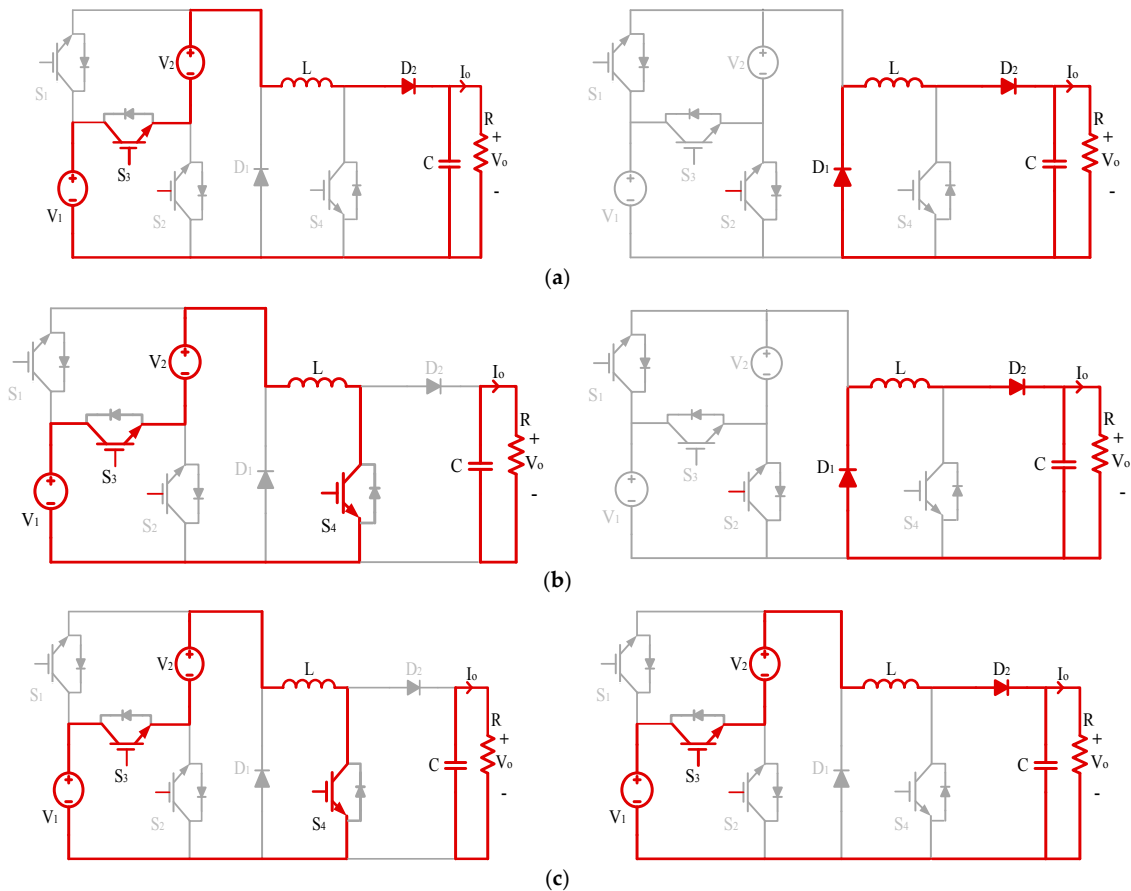 V2 L D2 Io
S1 R
+
S3 D1 C Vo
V1 S2 S4 -
V2 L D2 Io
S1 R
+
S3 C Vo
D1
V1 S2 S4 -
(a)
V2 L D2 Io
S1 R
+
S3 D1 C Vo
V1 S2 S4 -
V2 L D2 Io
S1 R
+
S3 D1 C Vo
V1 S2 S4 -
(b)
V2 L D2 Io
S1 R
+
S3 D1 C Vo
V1 S2 S4 -
V2 L D2 Io
S1 R
+
S3 D1 C Vo
V1 S2 S4 -
(c)